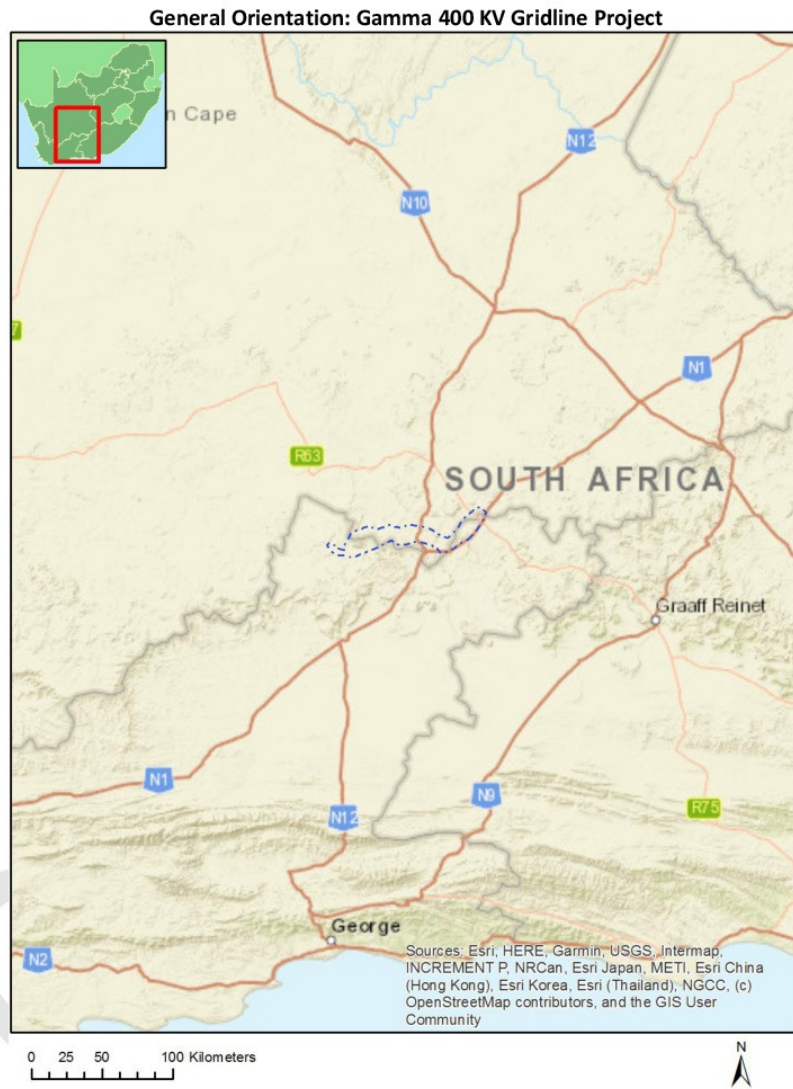 General Orientation: Gamma 400 KV Gridline Project
n Cape
N12
N10
N1
R63
SOUTH AFRICA
Graaff Reinet
N1
N9
N12
R75
George
N2
Sources: Esri, HERE, Garmin, USGS, Intermap,
INCREMENT P, NRCan, Esri Japan, METI, Esri China
(Hong Kong), Esri Korea, Esri (Thailand), NGCC, (c)
OpenStreetMap contributors, and the GIS User
Community
0 25 50 100 Kilometers
N